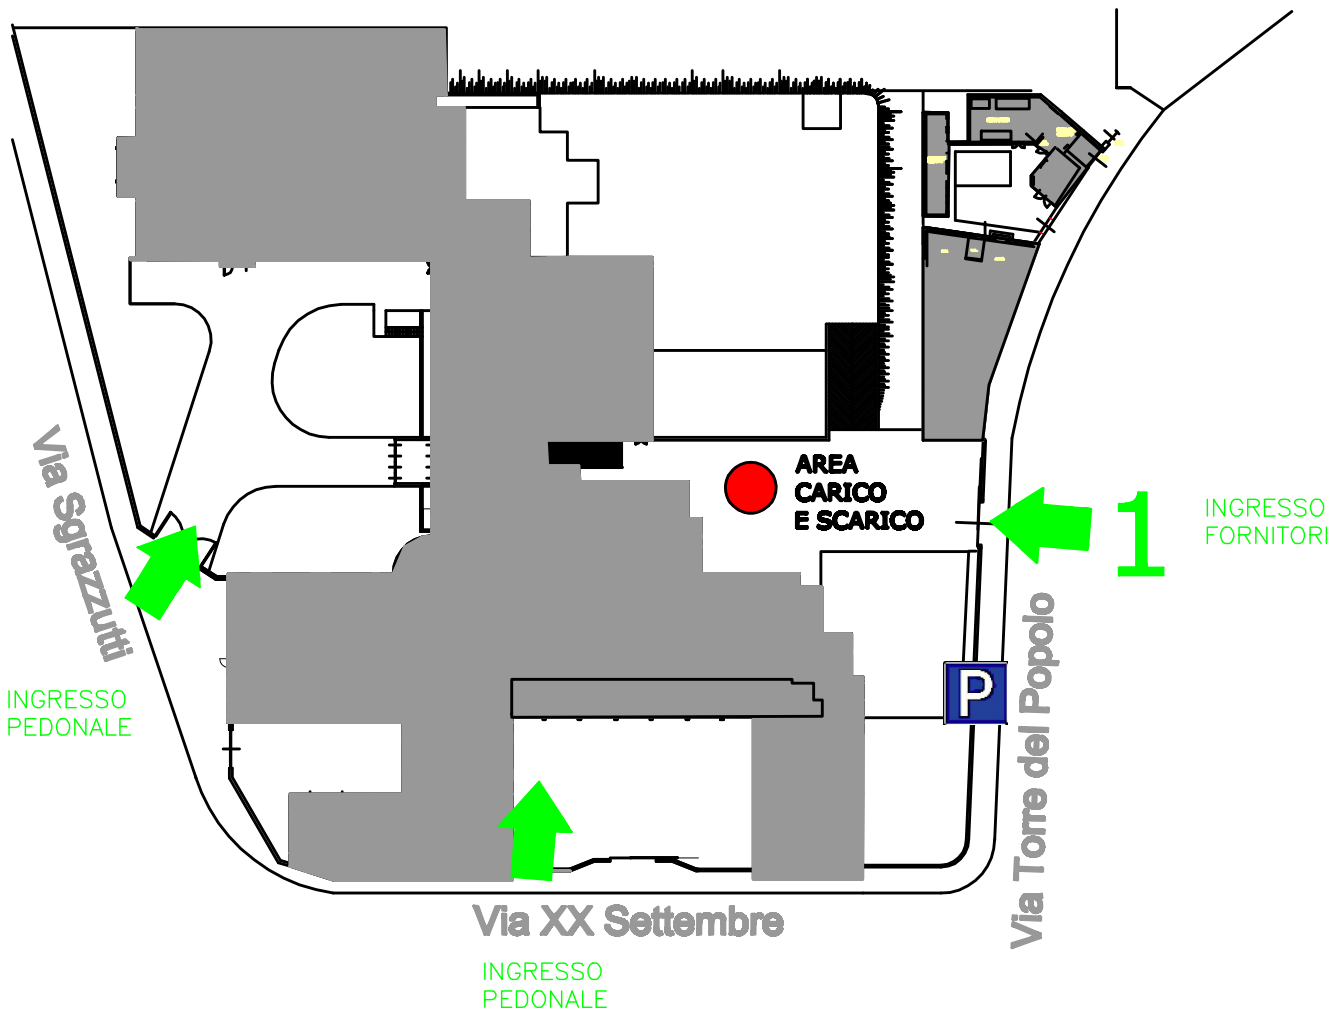 AREA
CARICO
E SCARICO
1
INGRESSO
FORNITORI
Via Sgrazzutti
INGRESSO
PEDONALE
P
Via Torre del Popolo
Via XX Settembre
INGRESSO
PEDONALE